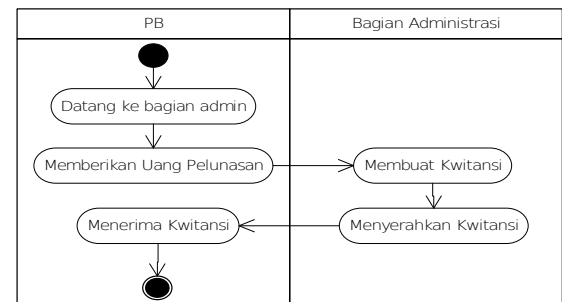 PB
Bagian Administrasi
Datang ke bagian admin
Memberikan Uang Pelunasan
Membuat Kwitansi
Menerima Kwitansi
Menyerahkan Kwitansi